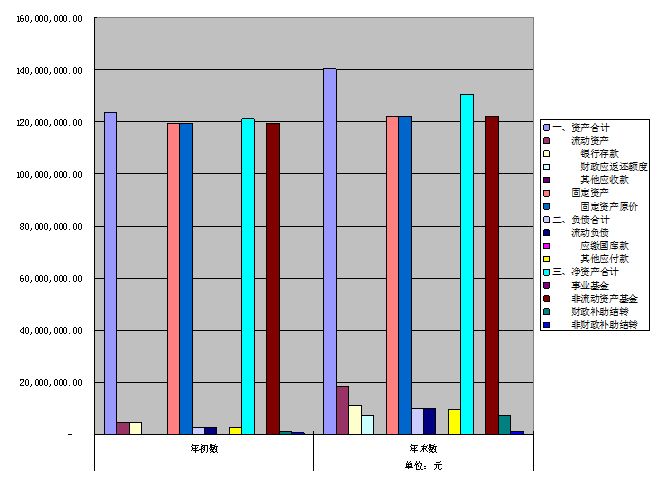 160,000,000.00
140,000,000.00
120,000,000.00
100,000,000.00
80,000,000.00
60,000,000.00
40,000,000.00
20,000,000.00
-
年初数
年末数
单位：元
一、资产合计
流动资产
银行存款
财政应返还额度
其他应收款
固定资产
固定资产原价
二、负债合计
流动负债
应缴国库款
其他应付款
三、净资产合计
事业基金
非流动资产基金
财政补助结转
非财政补助结转